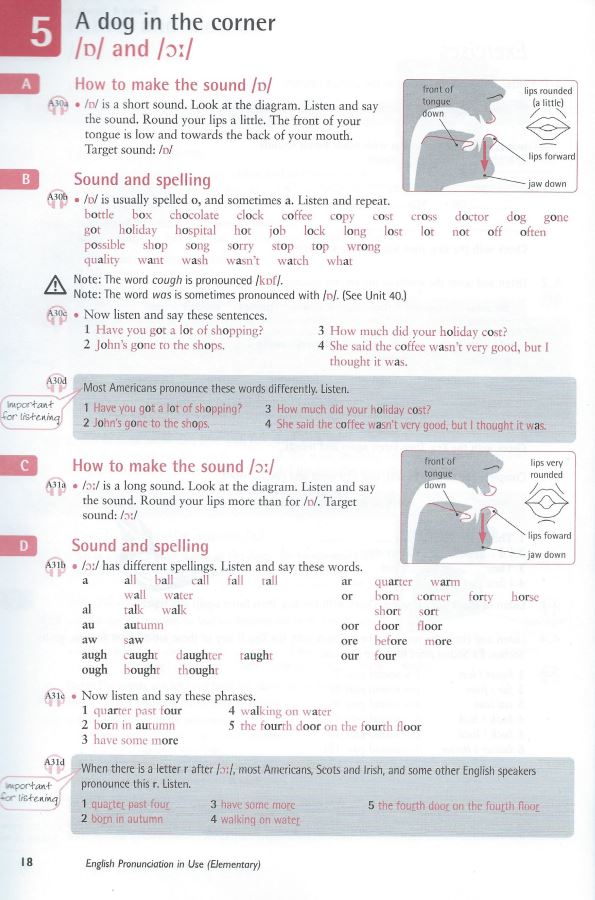 5
A dog in the corner
/ɒ/ and /ɔː/
A
How to make the sound /ɒ/
A30a • /ɒ/ is a short sound. Look at the diagram. Listen and say
the sound. Round your lips a little. The front of your
tongue is low and towards the back of your mouth.
Target sound: /ɒ/
front of
tongue
down
lips rounded
(a little)
lips forward
jaw down
B
Sound and spelling
A30b • /ɒ/ is usually spelled o, and sometimes a. Listen and repeat.
bottle box chocolate clock coffee copy cost cross doctor dog gone
got holiday hospital hot job lock long lost lot not off often
possible shop song sorry stop top wrong
quality want wash wasn't watch what
Note: The word cough is pronounced /kɒf/.
Note: The word was is sometimes pronounced with /ɒ/. (See Unit 40.)
A30c • Now listen and say these sentences.
1 Have you got a lot of shopping?
2 John's gone to the shops.
3 How much did your holiday cost?
4 She said the coffee wasn't very good, but I
thought it was.
A30d
Important
for listening
Most Americans pronounce these words differently. Listen.
1 Have you got a lot of shopping? 3 How much did your holiday cost?
2 John's gone to the shops. 4 She said the coffee wasn't very good, but I thought it was.
C
How to make the sound /ɔː/
A31a • /ɔː/ is a long sound. Look at the diagram. Listen and say
the sound. Round your lips more than for /ɒ/. Target
sound: /ɔː/
front of
tongue
down
lips very
rounded
lips foward
jaw down
D
Sound and spelling
A31b • /ɔː/ has different spellings. Listen and say these words.
a all ball call fall tall
wall water
al talk walk
au autumn
aw saw
augh caught daughter taught
ough bought thought
ar quarter warm
or born corner forty horse
short sort
oor door floor
ore before more
our four
A31c • Now listen and say these phrases.
1 quarter past four 4 walking on water
2 born in autumn 5 the fourth door on the fourth floor
3 have some more
A31d
Important
for listening
When there is a letter r after /ɔː/, most Americans, Scots and Irish, and some other English speakers
pronounce this r. Listen.
1 quarter past four 3 have some more 5 the fourth door on the fourth floor
2 born in autumn 4 walking on water
18 English Pronunciation in Use (Elementary)